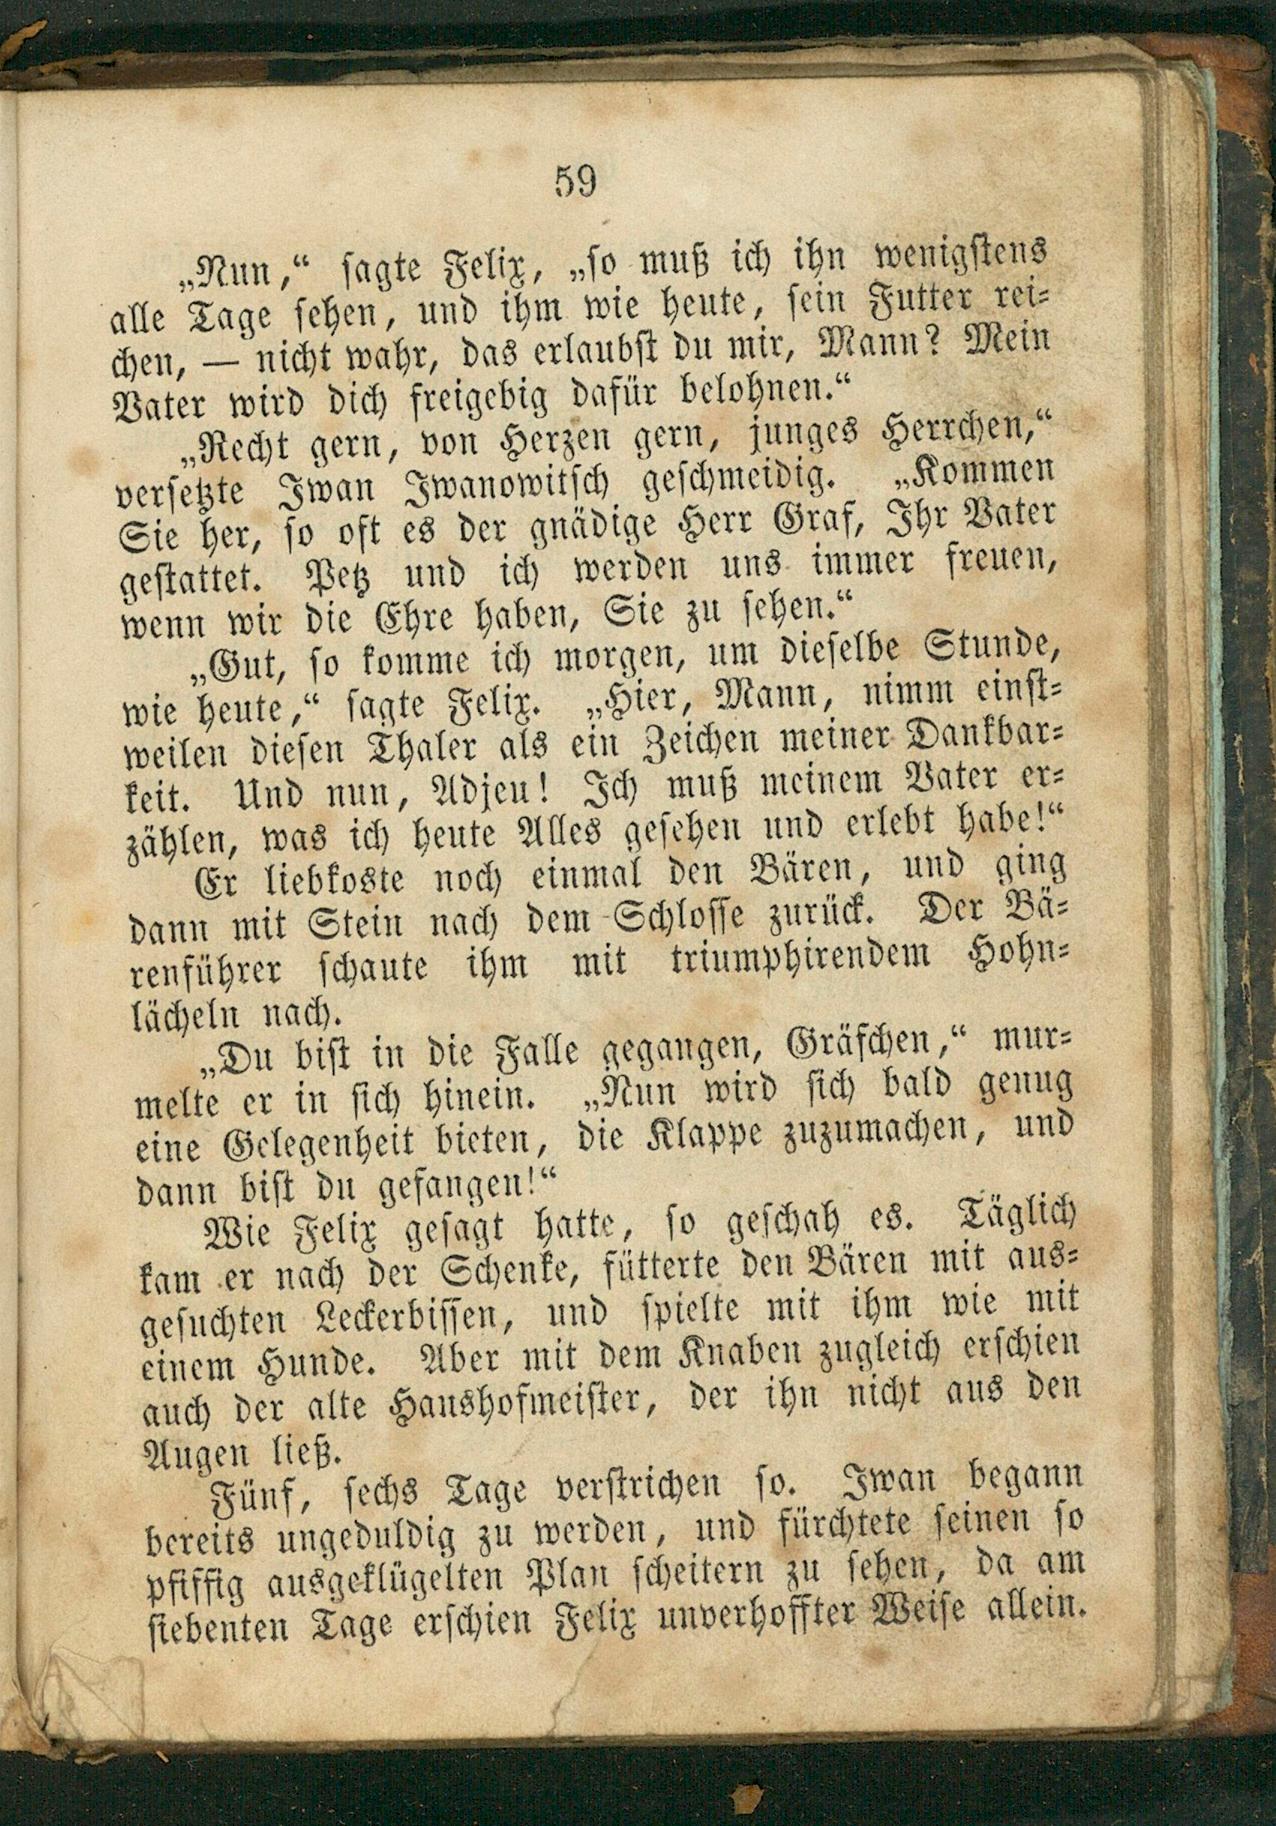 59
„Nun,“ sagte Felix, „so muß ich ihn wenigstens
alle Tage sehen, und ihm wie heute, sein Futter rei-
chen, — nicht wahr, das erlaubst du mir, Mann? Mein
Vater wird dich freigebig dafür belohnen.“
„Recht gern, von Herzen gern, junges Herrchen,“
versetzte Iwan Iwanowitsch geschmeidig. „Kommen
Sie her, so oft es der gnädige Herr Graf, Ihr Vater
gestattet. Petz und ich werden uns immer freuen,
wenn wir die Ehre haben, Sie zu sehen.“
„Gut, so komme ich morgen, um dieselbe Stunde,
wie heute,“ sagte Felix. „Hier, Mann, nimm einst-
weilen diesen Thaler als ein Zeichen meiner Dankbar-
keit. Und nun, Adjeu! Ich muß meinem Vater er-
zählen, was ich heute Alles gesehen und erlebt habe!“
Er liebkoste noch einmal den Bären, und ging
dann mit Stein nach dem Schlosse zurück. Der Bä-
renführer schaute ihm mit triumphirendem Hohn-
lächeln nach.
„Du bist in die Falle gegangen, Gräfchen,“ mur-
melte er in sich hinein. „Nun wird sich bald genug
eine Gelegenheit bieten, die Klappe zuzumachen, und
dann bist du gefangen!“
Wie Felix gesagt hatte, so geschah es. Täglich
kam er nach der Schenke, fütterte den Bären mit aus-
gesuchten Leckerbissen, und spielte mit ihm wie mit
einem Hunde. Aber mit dem Knaben zugleich erschien
auch der alte Haushofmeister, der ihn nicht aus den
Augen ließ.
Fünf, sechs Tage verstrichen so. Iwan begann
bereits ungeduldig zu werden, und fürchtete seinen so
pfiffig ausgeklügelten Plan scheitern zu sehen, da am
siebenten Tage erschien Felix unverhoffter Weise allein.